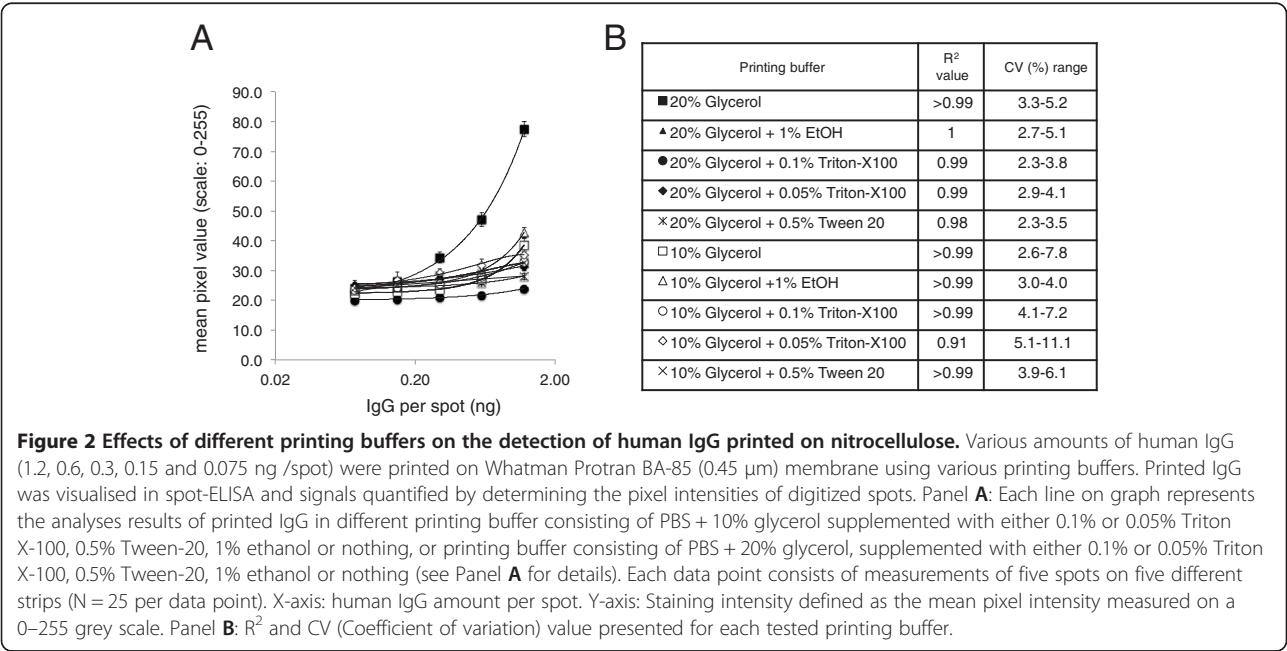 A
B
90.0
80.0
70.0
60.0
50.0
40.0
30.0
20.0
10.0
0.0
mean pixel value (scale: 0-255)
0.02 0.20 2.00
IgG per spot (ng)
Printing buffer R² value CV (%) range
■ 20% Glycerol >0.99 3.3-5.2
▲ 20% Glycerol + 1% EtOH 1 2.7-5.1
● 20% Glycerol + 0.1% Triton-X100 0.99 2.3-3.8
◆ 20% Glycerol + 0.05% Triton-X100 0.99 2.9-4.1
20% Glycerol + 0.5% Tween 20 0.98 2.3-3.5
□ 10% Glycerol >0.99 2.6-7.8
△ 10% Glycerol +1% EtOH >0.99 3.0-4.0
○ 10% Glycerol + 0.1% Triton-X100 >0.99 4.1-7.2
◇ 10% Glycerol + 0.05% Triton-X100 0.91 5.1-11.1
× 10% Glycerol + 0.5% Tween 20 >0.99 3.9-6.1
Figure 2 Effects of different printing buffers on the detection of human IgG printed on nitrocellulose. Various amounts of human IgG
(1.2, 0.6, 0.3, 0.15 and 0.075 ng /spot) were printed on Whatman Protran BA-85 (0.45 μm) membrane using various printing buffers. Printed IgG
was visualised in spot-ELISA and signals quantified by determining the pixel intensities of digitized spots. Panel A: Each line on graph represents
the analyses results of printed IgG in different printing buffer consisting of PBS + 10% glycerol supplemented with either 0.1% or 0.05% Triton
X-100, 0.5% Tween-20, 1% ethanol or nothing, or printing buffer consisting of PBS + 20% glycerol, supplemented with either 0.1% or 0.05% Triton
X-100, 0.5% Tween-20, 1% ethanol or nothing (see Panel A for details). Each data point consists of measurements of five spots on five different
strips (N = 25 per data point). X-axis: human IgG amount per spot. Y-axis: Staining intensity defined as the mean pixel intensity measured on a
0–255 grey scale. Panel B: R² and CV (Coefficient of variation) value presented for each tested printing buffer.